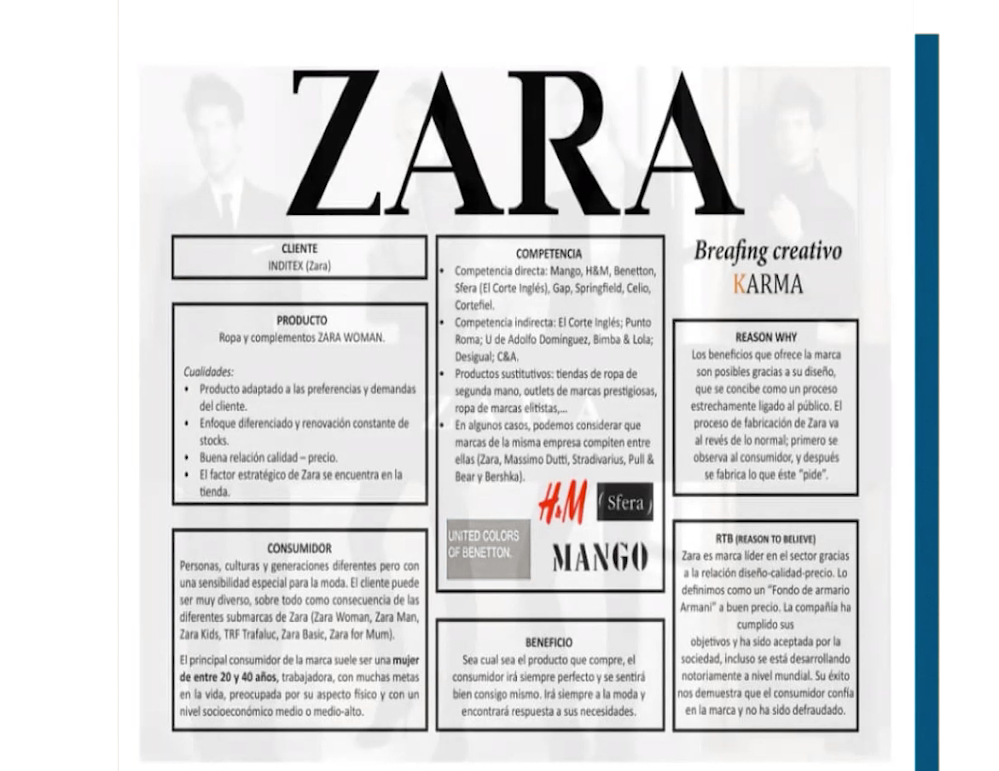 ZARA
CLIENTE
INDITEX (Zara)
PRODUCTO
Ropa y complementos ZARA WOMAN.
Cualidades:
• Producto adaptado a las preferencias y demandas
del cliente.
• Enfoque diferenciado y renovación constante de
stocks.
• Buena relación calidad – precio.
• El factor estratégico de Zara se encuentra en la
tienda.
CONSUMIDOR
Personas, culturas y generaciones diferentes pero con
una sensibilidad especial para la moda. El cliente puede
ser muy diverso, sobre todo como consecuencia de las
diferentes submarcas de Zara (Zara Woman, Zara Man,
Zara Kids, TRF Trafaluc, Zara Basic, Zara for Mum).
El principal consumidor de la marca suele ser una mujer
de entre 20 y 40 años, trabajadora, con muchas metas
en la vida, preocupada por su aspecto físico y con un
nivel socioeconómico medio o medio-alto.
COMPETENCIA
• Competencia directa: Mango, H&M, Benetton,
Sfera (El Corte Inglés), Gap, Springfield, Celio,
Cortefiel.
• Competencia indirecta: El Corte Inglés; Punto
Roma; U de Adolfo Domínguez, Bimba & Lola;
Desigual; C&A.
• Productos sustitutivos: tiendas de ropa de
segunda mano, outlets de marcas prestigiosas,
ropa de marcas elitistas,...
• En algunos casos, podemos considerar que
marcas de la misma empresa compiten entre
ellas (Zara, Massimo Dutti, Stradivarius, Pull &
Bear y Bershka).
H&M
(Sfera)
UNITED COLORS
OF BENETTON.
MANGO
BENEFICIO
Sea cual sea el producto que compre, el
consumidor irá siempre perfecto y se sentirá
bien consigo mismo. Irá siempre a la moda y
encontrará respuesta a sus necesidades.
Breafing creativo
KARMA
REASON WHY
Los beneficios que ofrece la marca
son posibles gracias a su diseño,
que se concibe como un proceso
estrechamente ligado al público. El
proceso de fabricación de Zara va
al revés de lo normal; primero se
observa al consumidor, y después
se fabrica lo que éste "pide".
RTB (REASON TO BELIEVE)
Zara es marca líder en el sector gracias
a la relación diseño-calidad-precio. Lo
definimos como un "Fondo de armario
Armani" a buen precio. La compañía ha
cumplido sus
objetivos y ha sido aceptada por la
sociedad, incluso se está desarrollando
notoriamente a nivel mundial. Su éxito
nos demuestra que el consumidor confía
en la marca y no ha sido defraudado.
ZARA